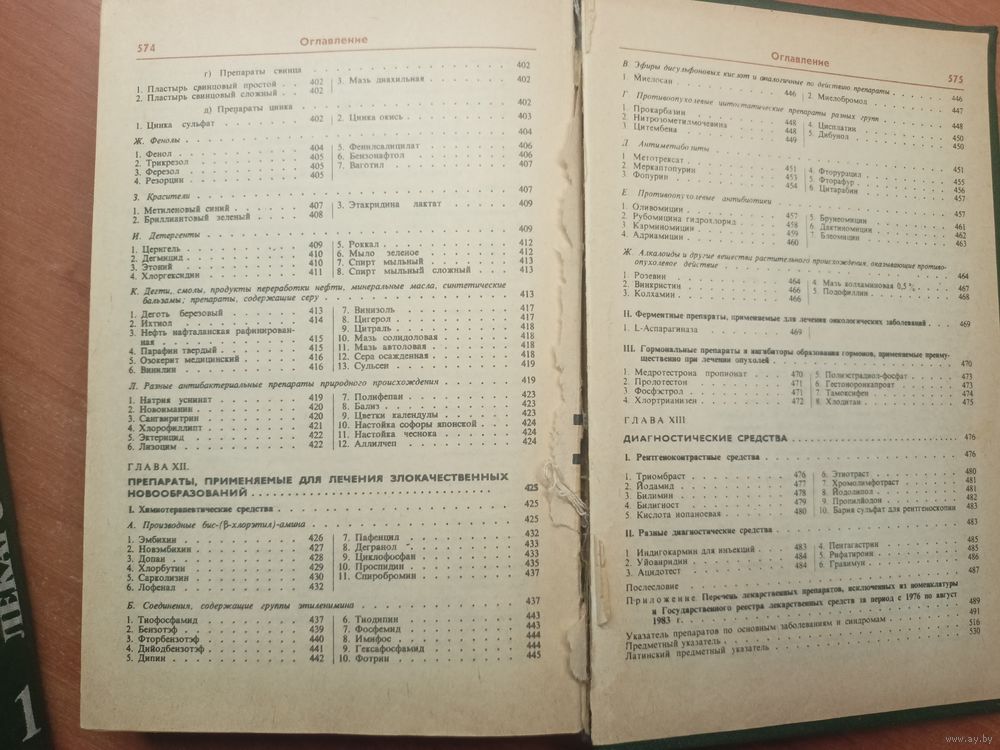 574
Оглавление
г) Препараты свинца 402
1. Пластырь свинцовый простой 402
2. Пластырь свинцовый сложный 402
3. Мазь диахильная 402
д) Препараты цинка 402
1. Цинка сульфат 402
2. Цинка окись 403
Ж. Фенолы 404
1. Фенол 404
2. Трикрезол 405
3. Ферезол 405
4. Резорцин 405
5. Фенилсалицилат 406
6. Бензонафтол 406
7. Ваготил 407
З. Красители 407
1. Метиленовый синий 407
2. Бриллиантовый зеленый 408
3. Этакридина лактат 409
И. Детергенты 409
1. Церигель 409
2. Дегмицид 410
3. Этоний 410
4. Хлоргексидин 411
5. Роккал 412
6. Мыло зеленое 412
7. Спирт мыльный 413
8. Спирт мыльный сложный 413
К. Дегти, смолы, продукты переработки нефти, минеральные масла, синтетические
бальзамы; препараты, содержащие серу 413
1. Деготь березовый 413
2. Ихтиол 414
3. Нефть нафталанская рафинирован-
ная 415
4. Парафин твердый 415
5. Озокерит медицинский 416
6. Винилин 416
7. Винизоль 417
8. Цигерол 418
9. Цитраль 418
10. Мазь солидоловая 418
11. Мазь автоловая 418
12. Сера осажденная 418
13. Сульсен 418
Л. Разные антибактериальные препараты природного происхождения 419
1. Натрия уснинат 419
2. Новоиманин 420
3. Сангвиритрин 420
4. Хлорофиллипт 421
5. Эктерицид 422
6. Лизоцим 422
7. Полифепан 423
8. Бализ 423
9. Цветки календулы 423
10. Настойка софоры японской 424
11. Настойка чеснока 424
12. Аллилчеп 424
ГЛАВА XII.
ПРЕПАРАТЫ, ПРИМЕНЯЕМЫЕ ДЛЯ ЛЕЧЕНИЯ ЗЛОКАЧЕСТВЕННЫХ
НОВООБРАЗОВАНИЙ 425
I. Химиотерапевтические средства 425
А. Производные бис-(β-хлорэтил)-амина 425
1. Эмбихин 426
2. Новэмбихин 427
3. Допан 428
4. Хлорбутин 429
5. Сарколизин 430
6. Лофенал 432
7. Пафенцил 432
8. Дегранол 433
9. Циклофосфан 433
10. Проспидин 435
11. Спиробромин 437
Б. Соединения, содержащие группы этиленимина 437
1. Тиофосфамид 437
2. Бензотэф 439
3. Фторбензотэф 440
4. Дийодбензотэф 441
5. Дипин 442
6. Тиодипин 443
7. Фосфемид 443
8. Имифос 444
9. Гексафосфамид 444
10. Фотрин 445
Оглавление
575
В. Эфиры дисульфоновых кислот и аналогичные по действию препараты 446
1. Миелосан 446
2. Миелобромол 447
Г. Противоопухолевые цитостатические препараты разных групп 448
1. Прокарбазин 448
2. Нитрозометилмочевина 448
3. Цитембена 449
4. Цисплатин 450
5. Дибунол 450
Д. Антиметаболиты 451
1. Метотрексат 451
2. Меркаптопурин 453
3. Фопурин 454
4. Фторурацил 455
5. Фторафур 456
6. Цитарабин 457
Е. Противоопухолевые антибиотики 457
1. Оливомицин 457
2. Рубомицина гидрохлорид 458
3. Карминомицин 459
4. Адриамицин 460
5. Брунеомицин 461
6. Дактиномицин 462
7. Блеомицин 463
Ж. Алкалоиды и другие вещества растительного происхождения, оказывающие противо-
опухолевое действие 464
1. Розевин 464
2. Винкристин 466
3. Колхамин 466
4. Мазь колхаминовая 0,5 % 467
5. Подофиллин 468
II. Ферментные препараты, применяемые для лечения онкологических заболеваний 469
1. L-Аспарагиназа 469
III. Гормональные препараты и ингибиторы образования гормонов, применяемые преиму-
щественно при лечении опухолей 470
1. Медротестрона пропионат 470
2. Пролотестон 471
3. Фосфэстрол 471
4. Хлортрианизен 472
5. Полиэстрадиол-фосфат 473
6. Гестоноронкапроат 473
7. Тамоксифен 474
8. Хлодитан 475
ГЛАВА XIII
ДИАГНОСТИЧЕСКИЕ СРЕДСТВА 476
I. Рентгеноконтрастные средства 476
1. Триомбраст 476
2. Йодамид 477
3. Билимин 479
4. Билигност 479
5. Кислота иопаноевая 480
6. Этиотраст 480
7. Хромолимфотраст 481
8. Йодолипол 481
9. Пропилйодон 482
10. Бария сульфат для рентгеноскопии 483
II. Разные диагностические средства 483
1. Индигокармин для инъекций 483
2. Уйовиридин 484
3. Ацидотест 484
4. Пентагастрин 485
5. Рифатироин 485
6. Гравимун 486
Послесловие 487
Приложение. Перечень лекарственных препаратов, исключенных из номенклатуры
и Государственного реестра лекарственных средств за период с 1976 по август
1983 г. 489
Указатель препаратов по основным заболеваниям и синдромам 491
Предметный указатель 516
Латинский предметный указатель 530
1
www.ay.by